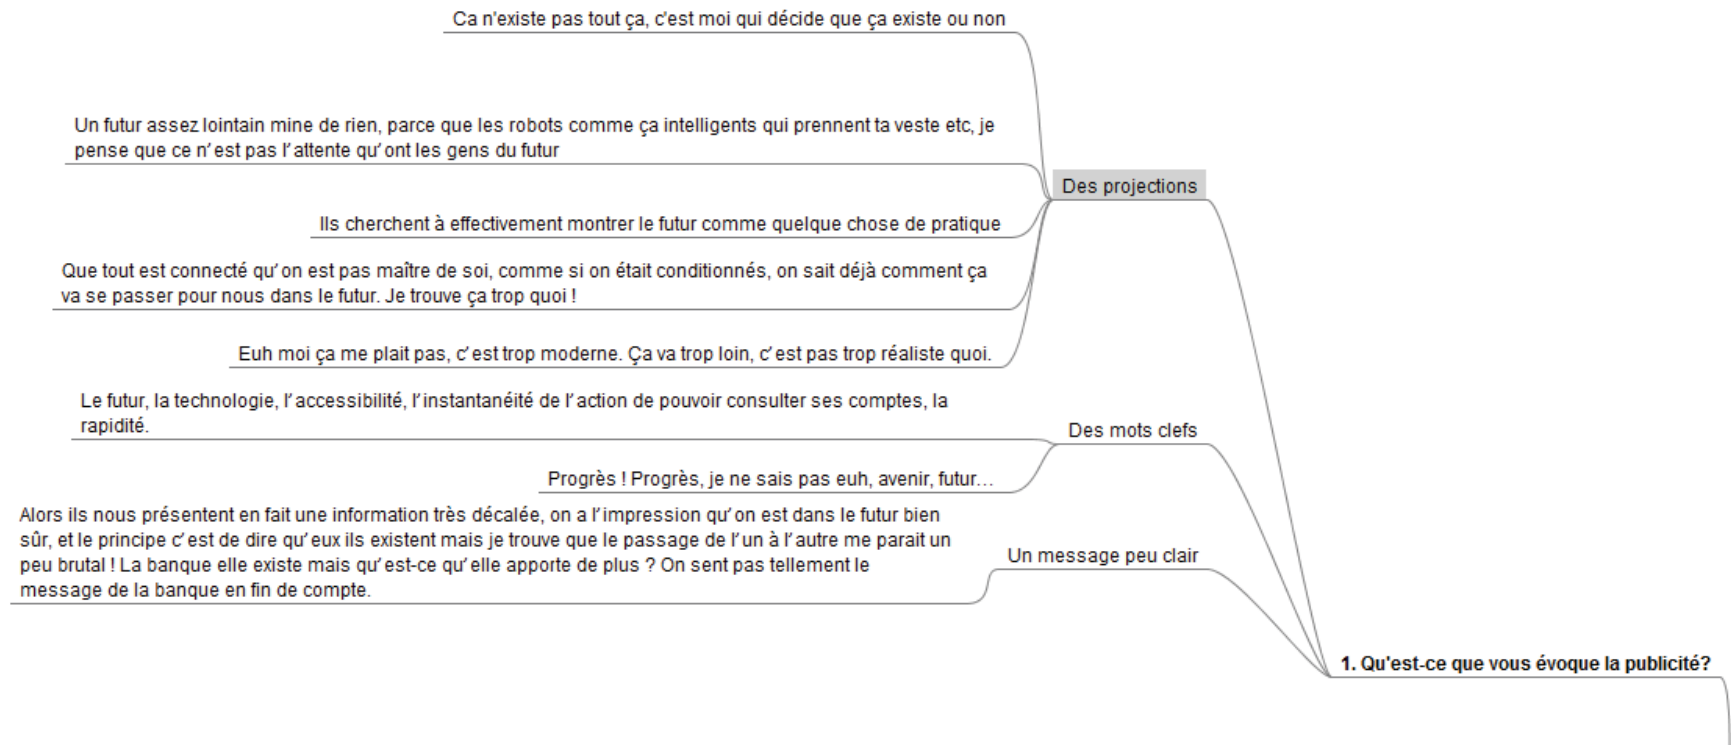 Ca n'existe pas tout ça, c'est moi qui décide que ça existe ou non
Un futur assez lointain mine de rien, parce que les robots comme ça intelligents qui prennent ta veste etc, je
pense que ce n’est pas l’attente qu’ont les gens du futur
Des projections
Ils cherchent à effectivement montrer le futur comme quelque chose de pratique
Que tout est connecté qu’on est pas maître de soi, comme si on était conditionnés, on sait déjà comment ça
va se passer pour nous dans le futur. Je trouve ça trop quoi !
Euh moi ça me plait pas, c’est trop moderne. Ça va trop loin, c’est pas trop réaliste quoi.
Le futur, la technologie, l’accessibilité, l’instantanéité de l’action de pouvoir consulter ses comptes, la
rapidité.
Des mots clefs
Progrès ! Progrès, je ne sais pas euh, avenir, futur…
Alors ils nous présentent en fait une information très décalée, on a l’impression qu’on est dans le futur bien
sûr, et le principe c’est de dire qu’eux ils existent mais je trouve que le passage de l’un à l’autre me parait un
peu brutal ! La banque elle existe mais qu’est-ce qu’elle apporte de plus ? On sent pas tellement le
message de la banque en fin de compte.
Un message peu clair
1. Qu'est-ce que vous évoque la publicité?